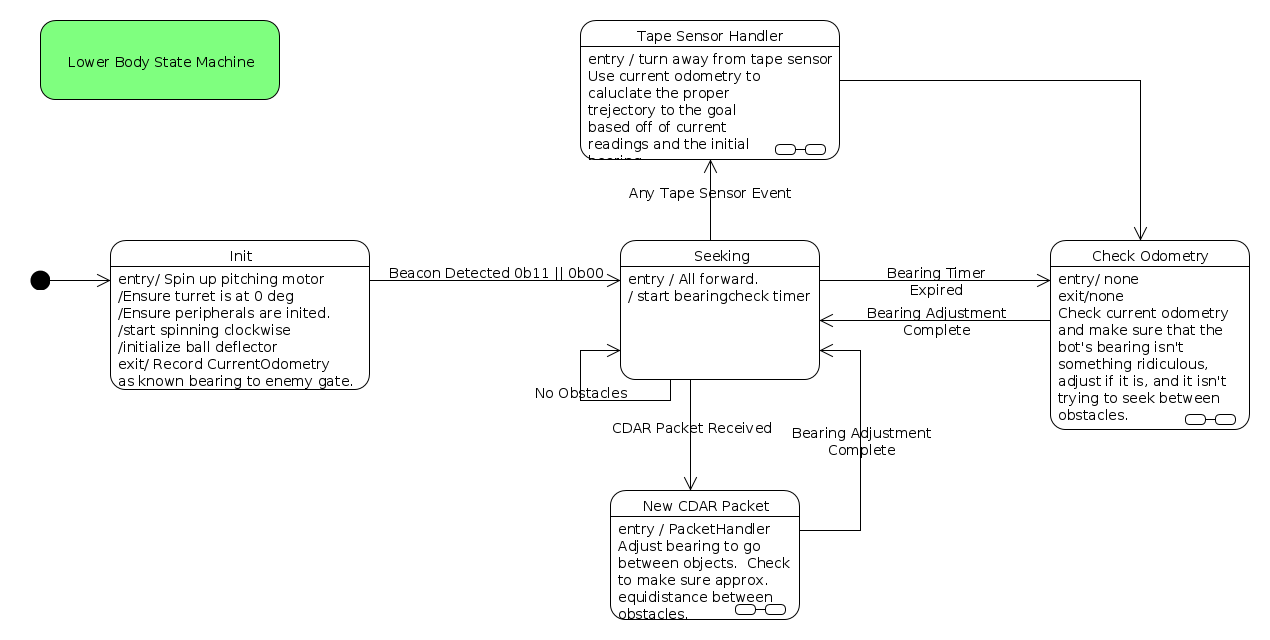 Lower Body State Machine
Tape Sensor Handler
entry / turn away from tape sensor
Use current odometry to
caluclate the proper
trejectory to the goal
based off of current
readings and the initial
Any Tape Sensor Event
Init
entry/ Spin up pitching motor
/Ensure turret is at 0 deg
/Ensure peripherals are inited.
/start spinning clockwise
/initialize ball deflector
exit/ Record CurrentOdometry
as known bearing to enemy gate.
Beacon Detected 0b11 || 0b00
Seeking
entry / All forward.
/ start bearingcheck timer
Bearing Timer
Expired
Bearing Adjustment
Complete
Check Odometry
entry/ none
exit/none
Check current odometry
and make sure that the
bot's bearing isn't
something ridiculous,
adjust if it is, and it isn't
trying to seek between
obstacles.
No Obstacles
CDAR Packet Received
Bearing Adjustment
Complete
New CDAR Packet
entry / PacketHandler
Adjust bearing to go
between objects.  Check
to make sure approx.
equidistance between
obstacles.